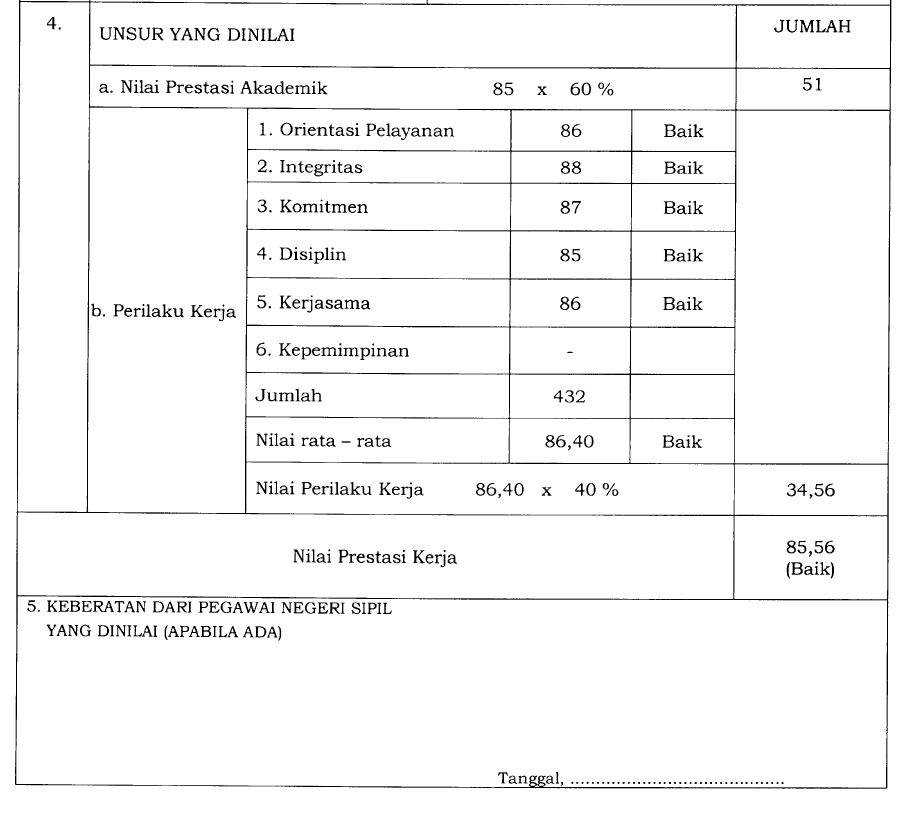 4.
UNSUR YANG DINILAI
JUMLAH
a. Nilai Prestasi Akademik 85 x 60 %
51
b. Perilaku Kerja
1. Orientasi Pelayanan 86 Baik
2. Integritas 88 Baik
3. Komitmen 87 Baik
4. Disiplin 85 Baik
5. Kerjasama 86 Baik
6. Kepemimpinan -
Jumlah 432
Nilai rata – rata 86,40 Baik
Nilai Perilaku Kerja 86,40 x 40 % 34,56
Nilai Prestasi Kerja
85,56
(Baik)
5. KEBERATAN DARI PEGAWAI NEGERI SIPIL
YANG DINILAI (APABILA ADA)
Tanggal, ..........................................